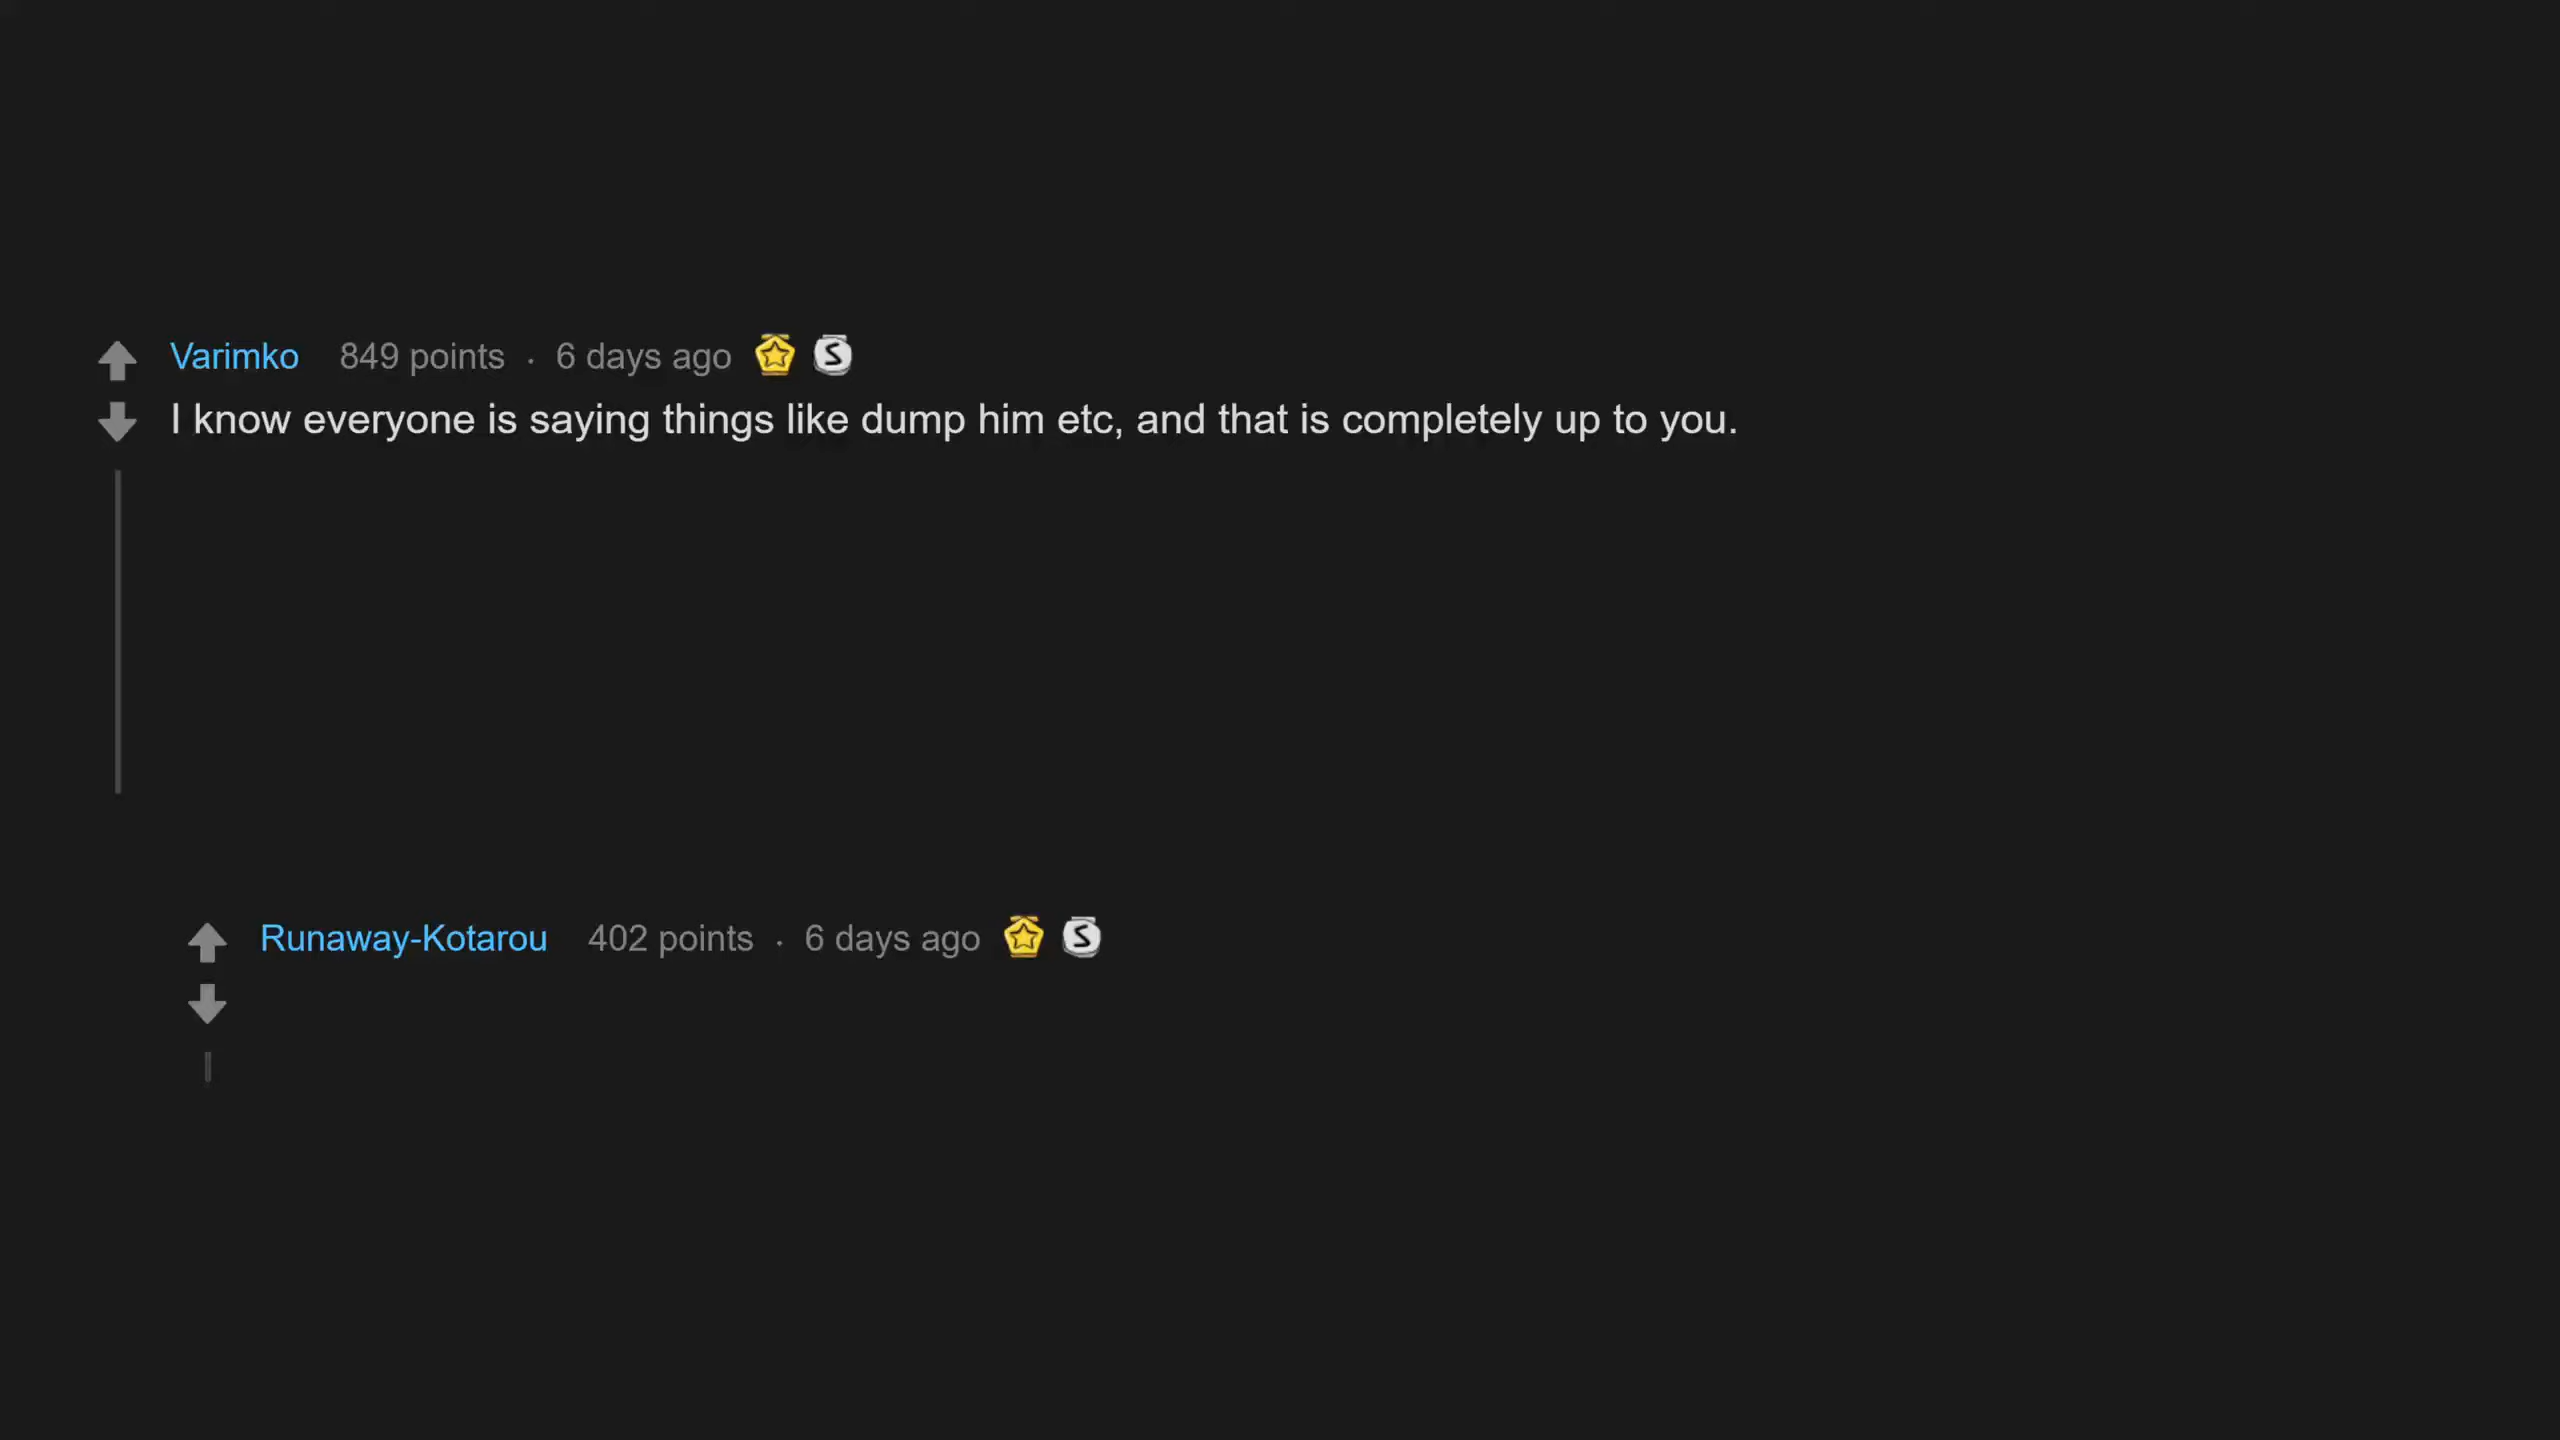 Varimko 849 points · 6 days ago S
I know everyone is saying things like dump him etc, and that is completely up to you.
Runaway-Kotarou 402 points · 6 days ago S